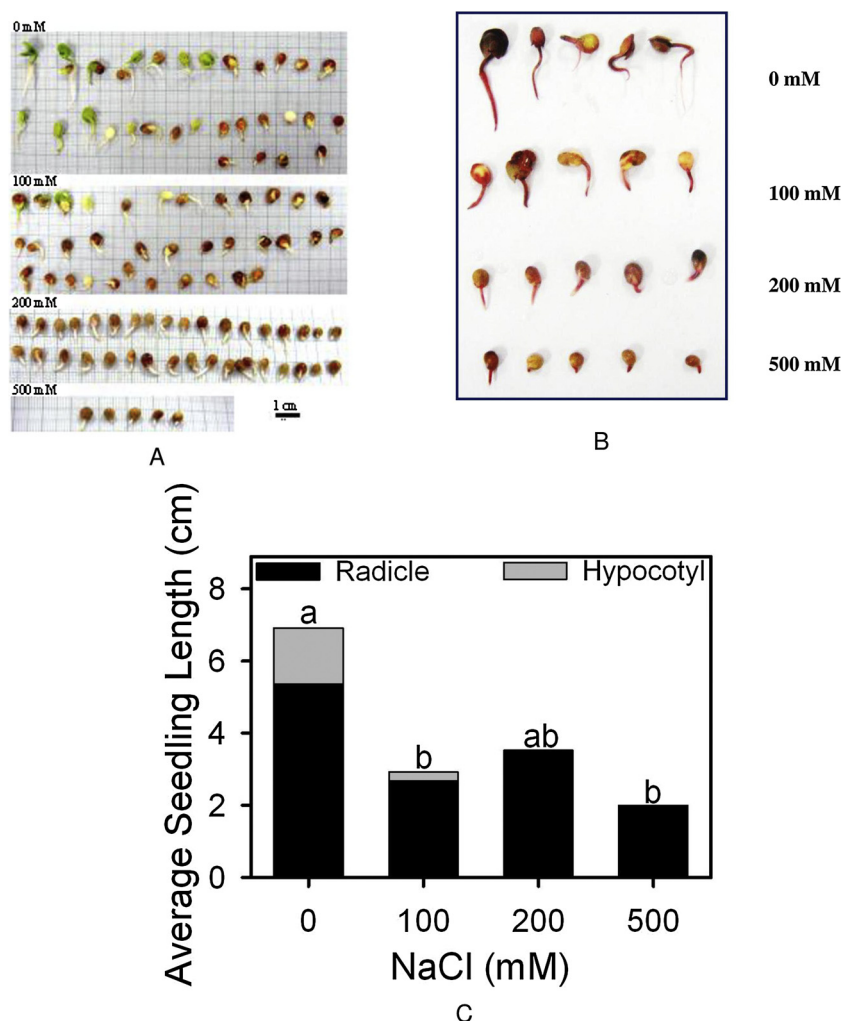 0 mM
100 mM
200 mM
500 mM
1 cm
A
0 mM
100 mM
200 mM
500 mM
B
Average Seedling Length (cm)
Radicle
Hypocotyl
8
6
4
2
0
a
b
ab
b
0 100 200 500
NaCl (mM)
C